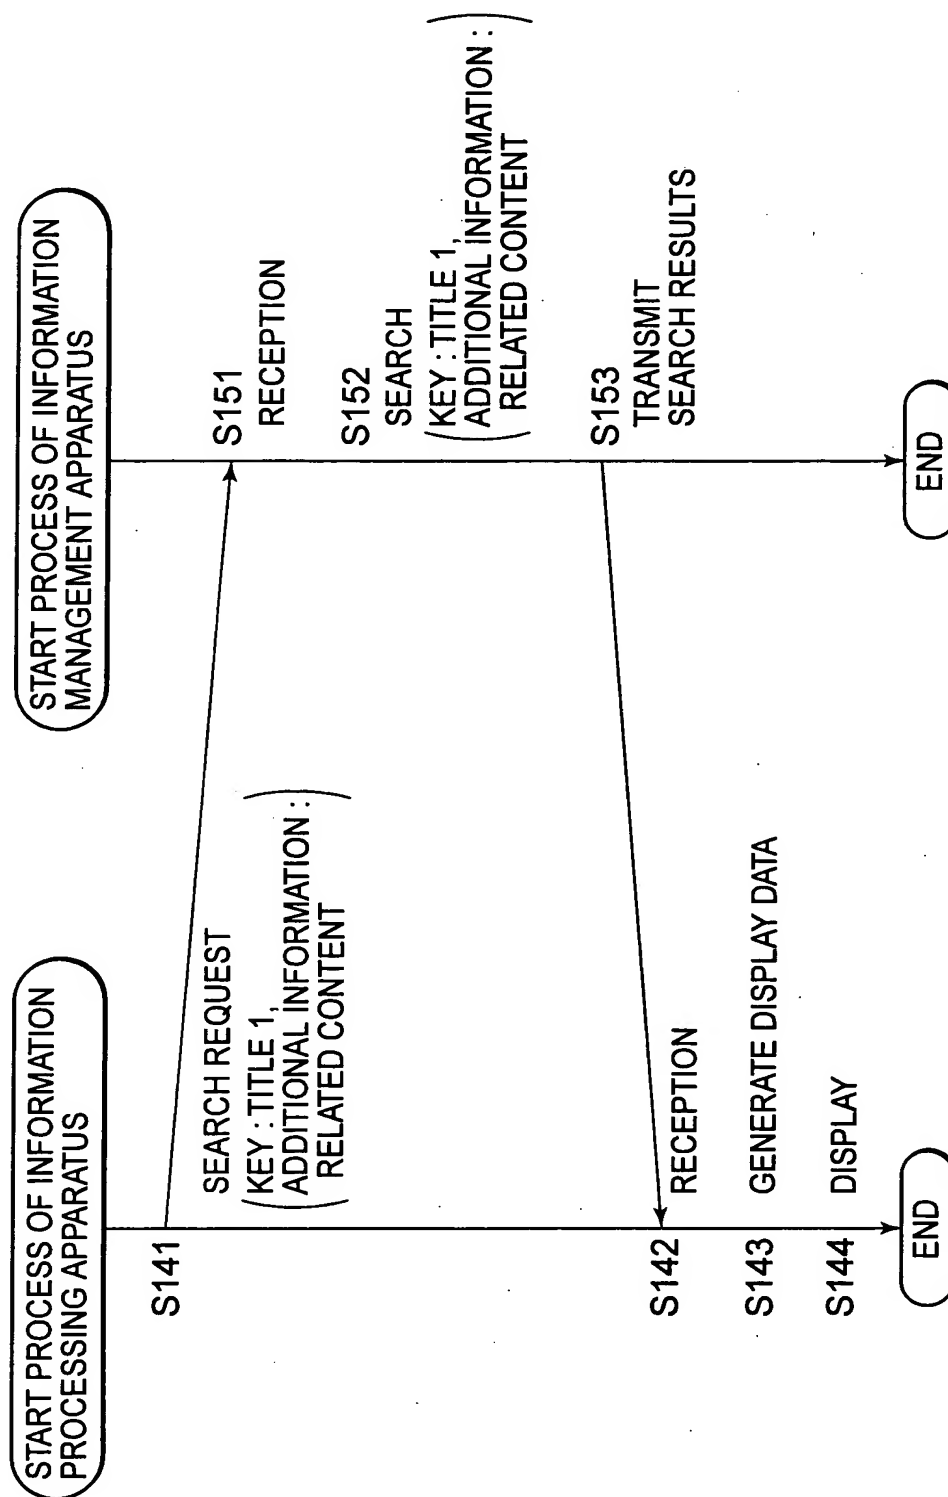 START PROCESS OF INFORMATION
PROCESSING APPARATUS
S141
SEARCH REQUEST
(KEY : TITLE 1,
ADDITIONAL INFORMATION :
RELATED CONTENT)
S142
RECEPTION
S143
GENERATE DISPLAY DATA
S144
DISPLAY
END
START PROCESS OF INFORMATION
MANAGEMENT APPARATUS
S151
RECEPTION
S152
SEARCH
(KEY : TITLE 1,
ADDITIONAL INFORMATION :
RELATED CONTENT)
S153
TRANSMIT
SEARCH RESULTS
END